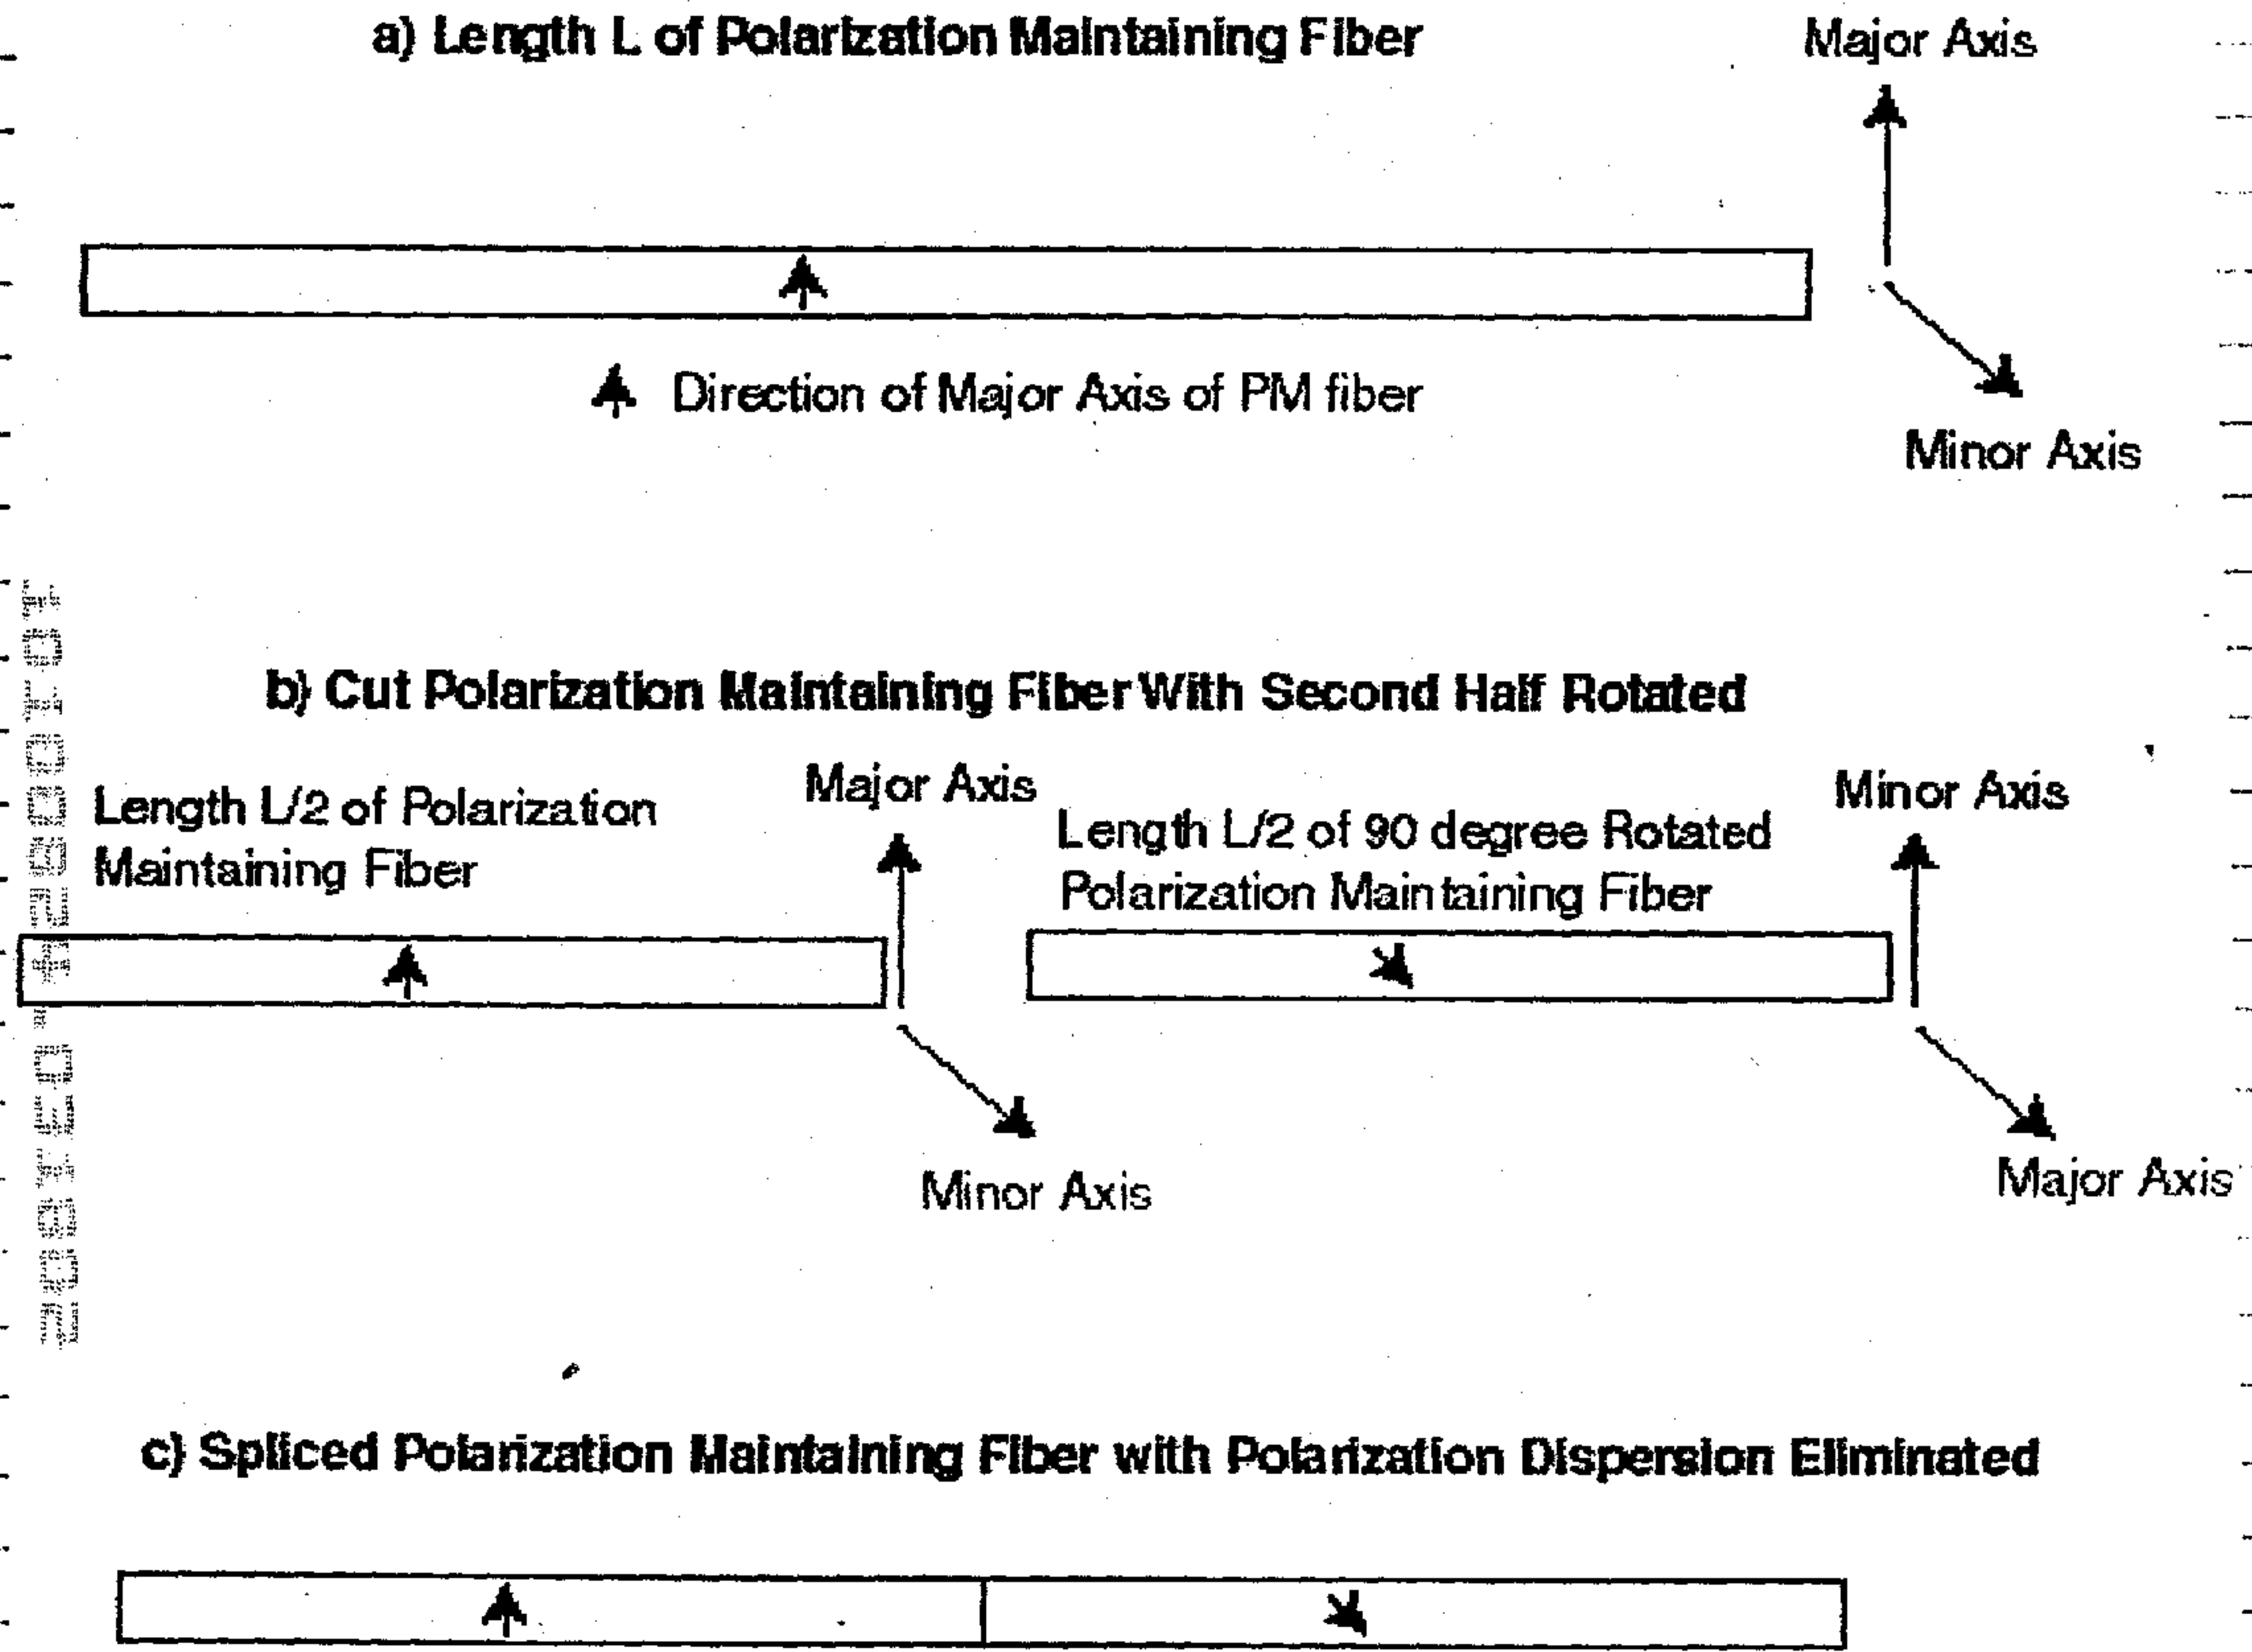 a) Length L of Polarization Maintaining Fiber
Major Axis
Direction of Major Axis of PM fiber
Minor Axis
b) Cut Polarization Maintaining Fiber With Second Half Rotated
Length L/2 of Polarization
Maintaining Fiber
Major Axis
Minor Axis
Length L/2 of 90 degree Rotated
Polarization Maintaining Fiber
Minor Axis
Major Axis
c) Spliced Polarization Maintaining Fiber with Polarization Dispersion Eliminated